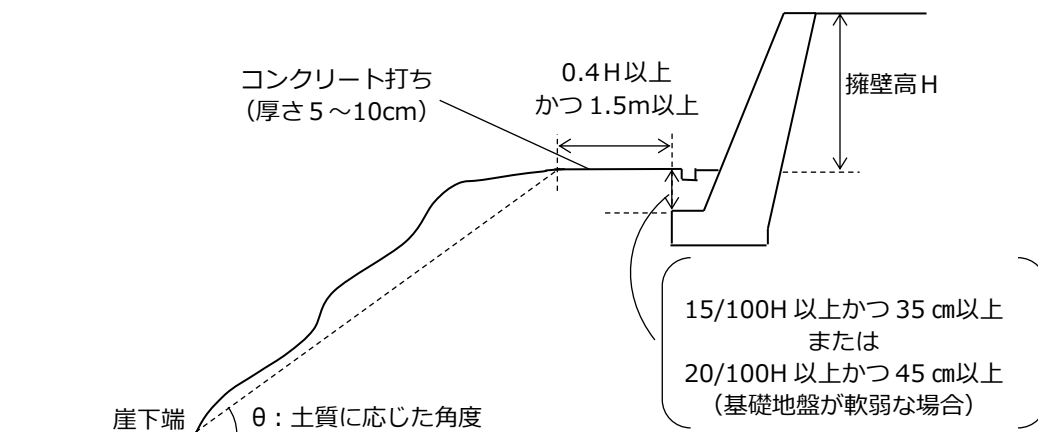 コンクリート打ち
（厚さ５～10cm）
0.4Ｈ以上
かつ 1.5m以上
擁壁高Ｈ
15/100H 以上かつ 35 ㎝以上
または
20/100H 以上かつ 45 ㎝以上
（基礎地盤が軟弱な場合）
崖下端
θ：土質に応じた角度